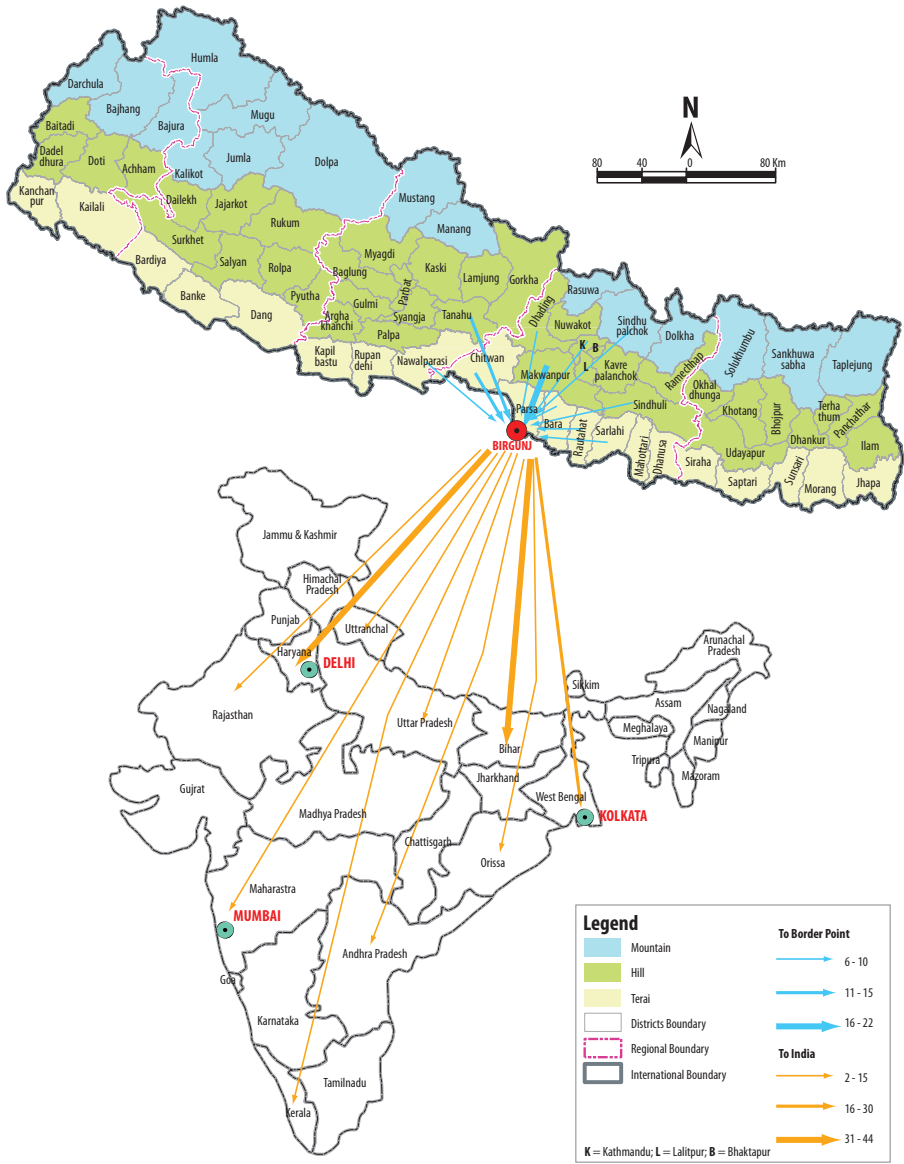 Humla
Darchula
Bajhang
Bajura
Mugu
Baitadi
Dadel
dhura
Doti
Achham
Kalikot
Jumla
Dolpa
Mustang
Manang
Kanchan
pur
Kailali
Dailekh
Jajarkot
Rukum
Surkhet
Salyan
Rolpa
Bardiya
Banke
Dang
Pyutha
Myagdi
Baglung
Parbat
Kaski
Lamjung
Gorkha
Gulmi
Syangja
Tanahu
Argha
khanchi
Palpa
Kapil
bastu
Rupan
dehi
Nawalparasi
Chitwan
Dhading
Rasuwa
Nuwakot
Sindhu
palchok
Dolkha
K
B
L
Kavre
palanchok
Makwanpur
Ramechhap
Solukhumbu
Sankhuwa
sabha
Taplejung
Okhal
dhunga
Sindhuli
Khotang
Bhojpur
Terha
thum
Panchathar
Dhankur
Ilam
Udayapur
Parsa
Bara
Rautahat
Sarlahi
Mahottari
Dhanusa
Siraha
Saptari
Sunsari
Morang
Jhapa
BIRGUNJ
N
80 40 0 80 Km
Jammu & Kashmir
Himachal
Pradesh
Punjab
Uttranchal
Haryana
DELHI
Rajasthan
Uttar Pradesh
Bihar
Sikkim
Arunachal
Pradesh
Assam
Nagaland
Meghalaya
Manipur
Tripura
Mazoram
Jharkhand
West Bengal
KOLKATA
Gujrat
Madhya Pradesh
Chattisgarh
Orissa
Maharastra
MUMBAI
Andhra Pradesh
Goa
Karnataka
Tamilnadu
Kerala
Legend
Mountain
Hill
Terai
Districts Boundary
Regional Boundary
International Boundary
To Border Point
6 - 10
11 - 15
16 - 22
To India
2 - 15
16 - 30
31 - 44
K = Kathmandu; L = Lalitpur; B = Bhaktapur